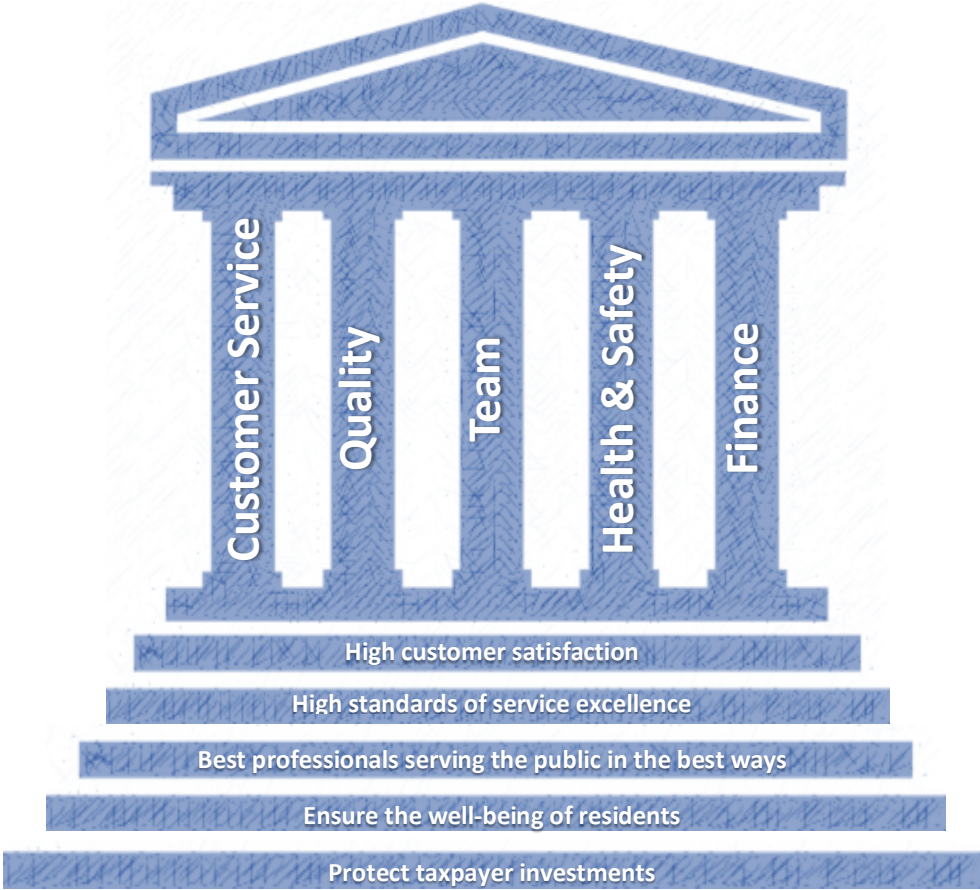 Customer Service
Quality
Team
Health & Safety
Finance
High customer satisfaction
High standards of service excellence
Best professionals serving the public in the best ways
Ensure the well-being of residents
Protect taxpayer investments